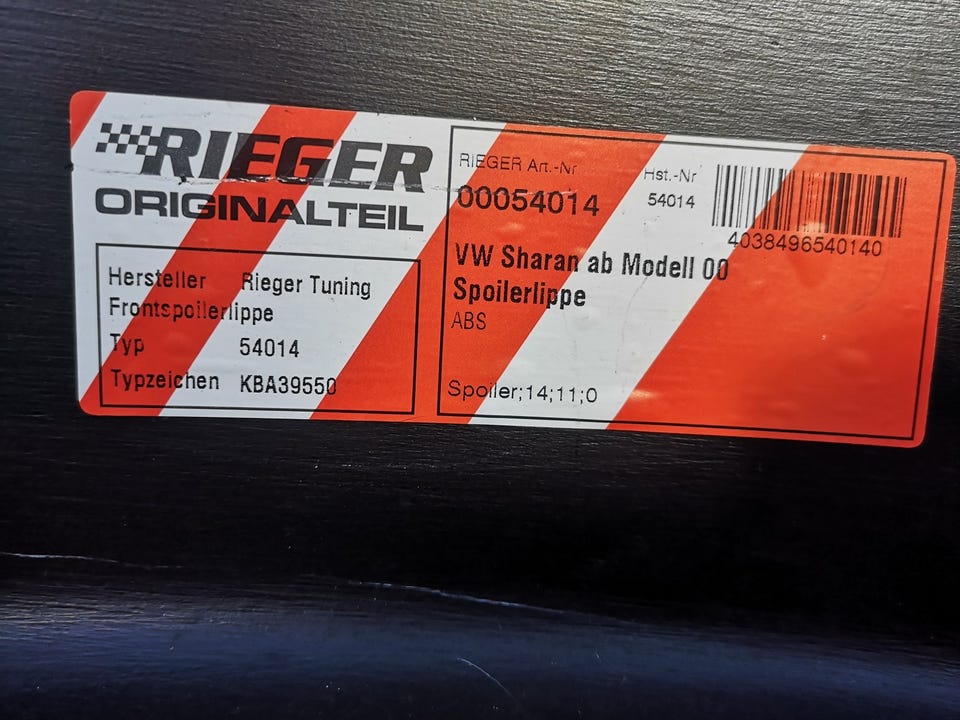 RIEGER
ORIGINALTEIL
Hersteller Rieger Tuning
Frontspoilerlippe
Typ 54014
Typzeichen KBA39550
RIEGER Art.-Nr Hst.-Nr
00054014 54014
4038496540140
VW Sharan ab Modell 00
Spoilerlippe
ABS
Spoiler;14;11;0